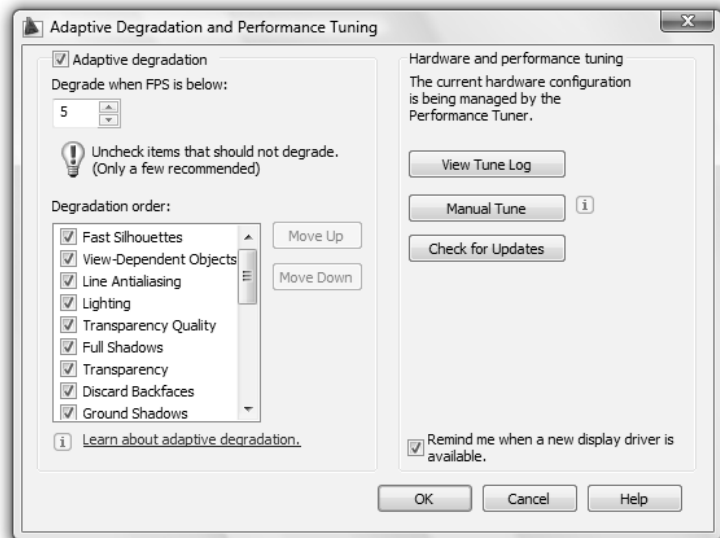 Adaptive Degradation and Performance Tuning
Adaptive degradation
Degrade when FPS is below:
5
Uncheck items that should not degrade.
(Only a few recommended)
Degradation order:
Fast Silhouettes
View-Dependent Objects
Line Antialiasing
Lighting
Transparency Quality
Full Shadows
Transparency
Discard Backfaces
Ground Shadows
Move Up
Move Down
Learn about adaptive degradation.
Hardware and performance tuning
The current hardware configuration
is being managed by the
Performance Tuner.
View Tune Log
Manual Tune
Check for Updates
Remind me when a new display driver is
available.
OK
Cancel
Help